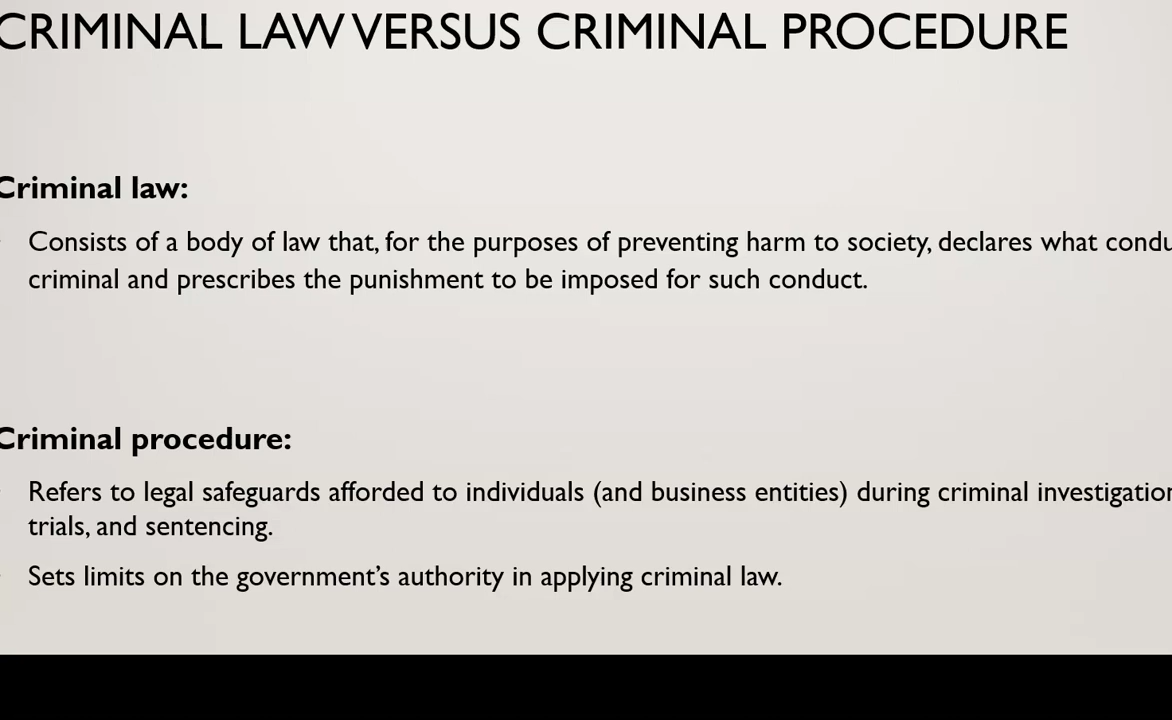 CRIMINAL LAW VERSUS CRIMINAL PROCEDURE
Criminal law:
Consists of a body of law that, for the purposes of preventing harm to society, declares what condu
criminal and prescribes the punishment to be imposed for such conduct.
Criminal procedure:
Refers to legal safeguards afforded to individuals (and business entities) during criminal investigation
trials, and sentencing.
Sets limits on the government’s authority in applying criminal law.